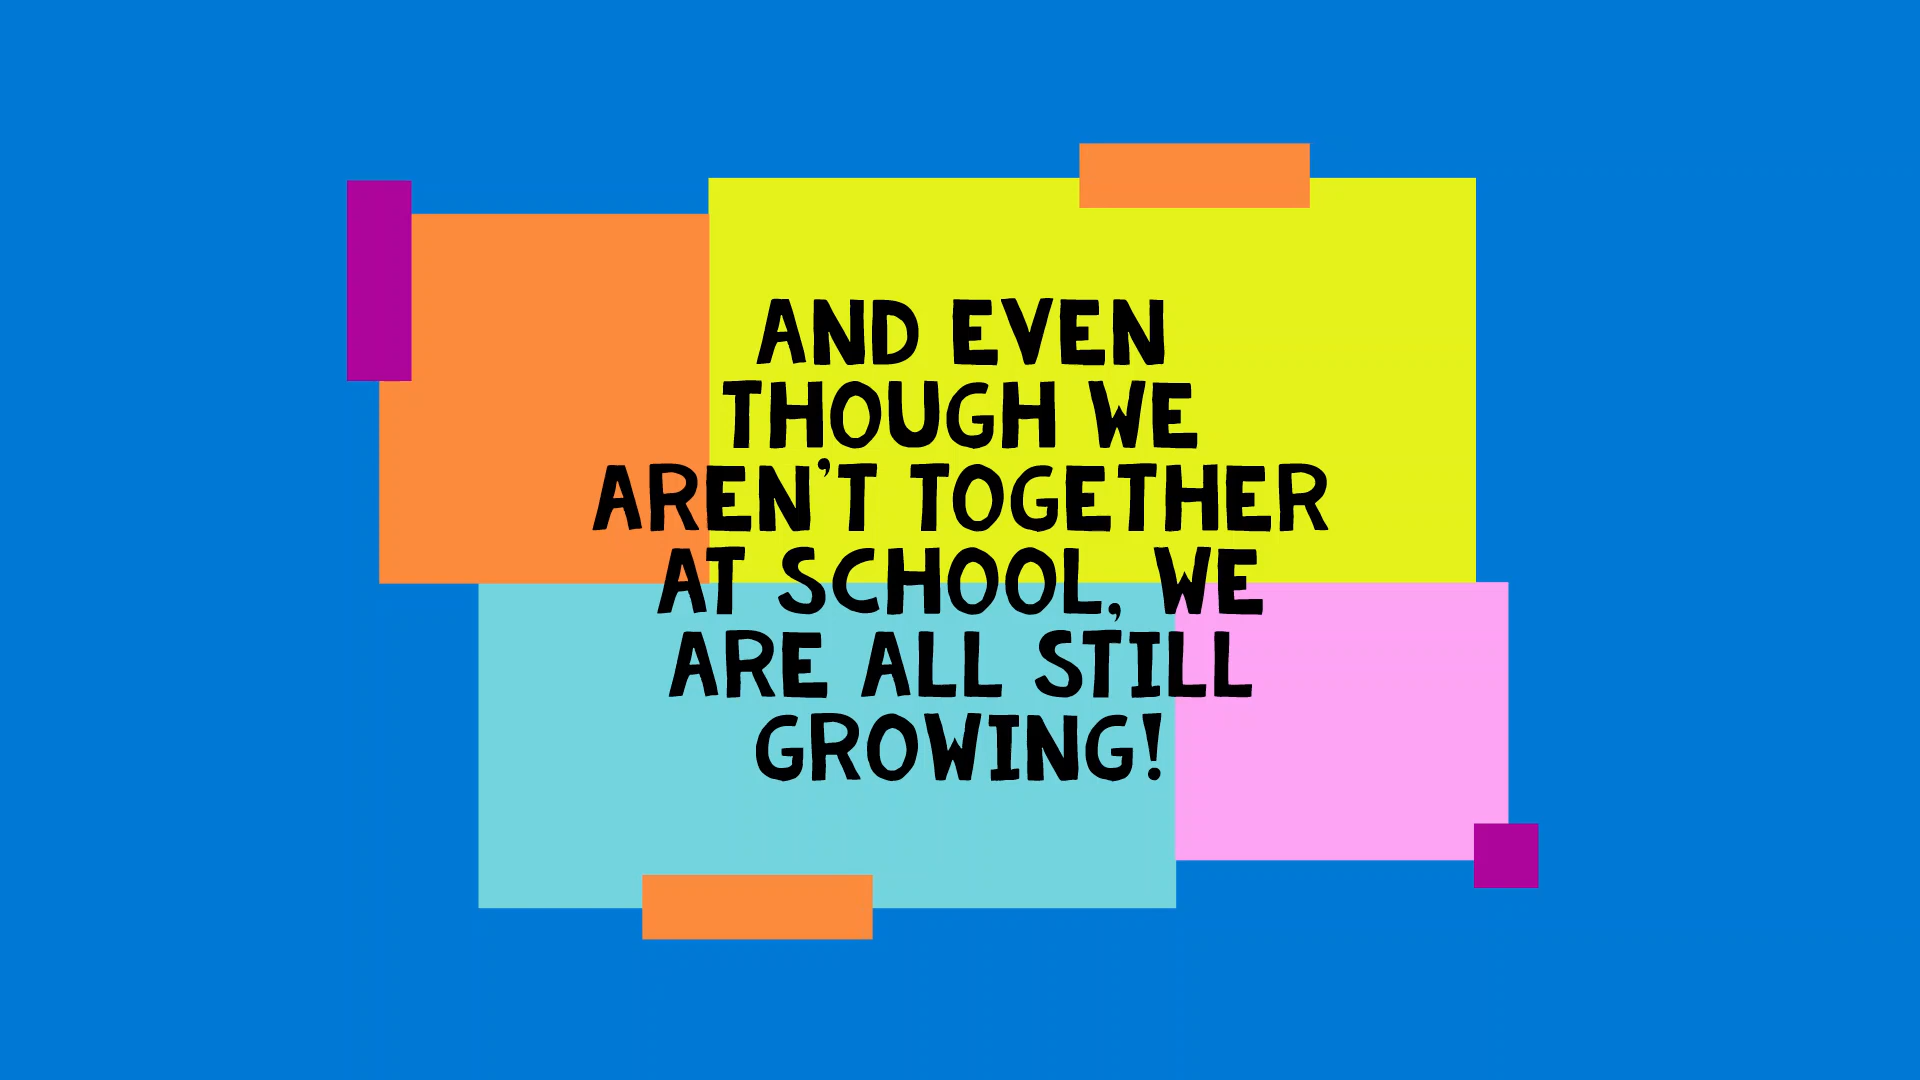 AND EVEN
THOUGH WE
AREN'T TOGETHER
AT SCHOOL, WE
ARE ALL STILL
GROWING!